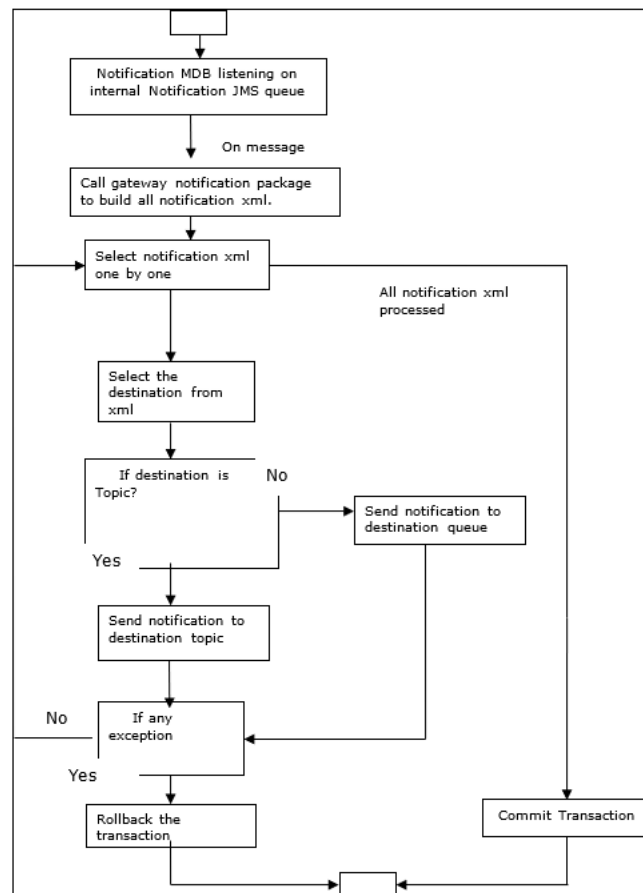 Notification MDB listening on
internal Notification JMS queue
On message
Call gateway notification package
to build all notification xml.
Select notification xml
one by one
All notification xml
processed
Select the
destination from
xml
If destination is
Topic?
No
Send notification to
destination queue
Yes
Send notification to
destination topic
No
If any
exception
Yes
Rollback the
transaction
Commit Transaction